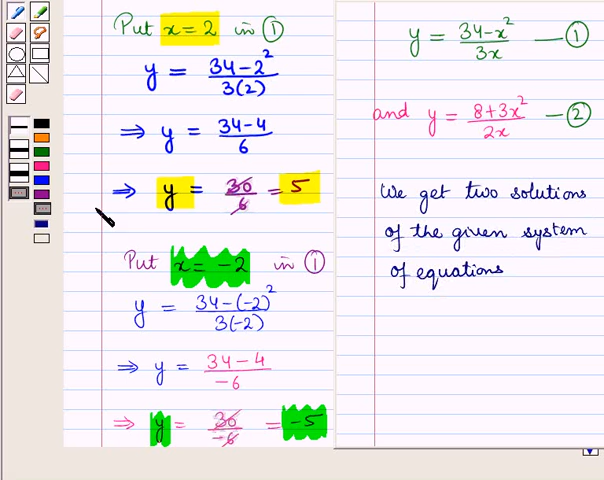 Put x = 2 in ①
y = (34 - 2²)/(3(2))
⇒ y = (34 - 4)/6
⇒ y = 30/6 = 5
Put x = -2 in ①
y = (34 - (-2)²)/(3(-2))
⇒ y = (34 - 4)/(-6)
⇒ y = 30/(-6) = -5
y = (34 - x²)/(3x) — ①
and y = (8 + 3x²)/(2x) — ②
We get two solutions
of the given system
of equations